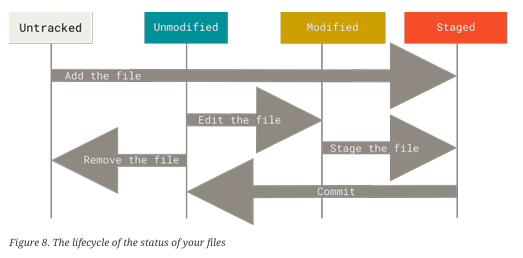 Untracked Unmodified Modified Staged
Add the file
Edit the file
Stage the file
Remove the file
Commit
Figure 8. The lifecycle of the status of your files